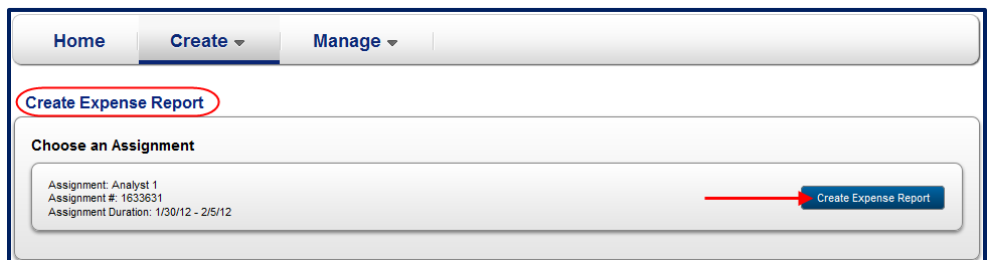 Home Create Manage
Create Expense Report
Choose an Assignment
Assignment: Analyst 1
Assignment #: 1633631
Assignment Duration: 1/30/12 - 2/5/12
Create Expense Report